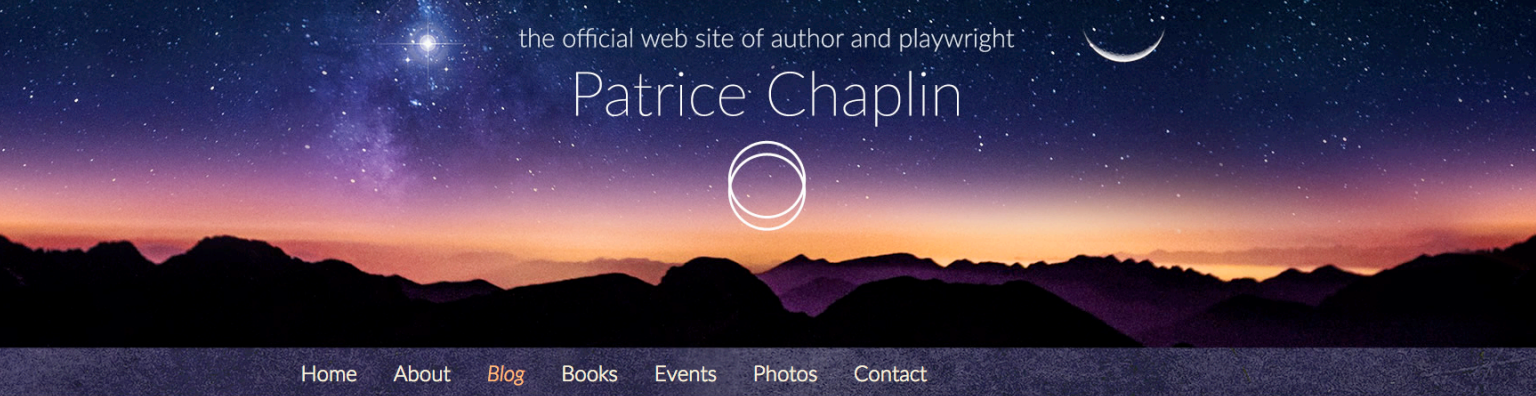 the official web site of author and playwright
Patrice Chaplin
Home About Blog Books Events Photos Contact